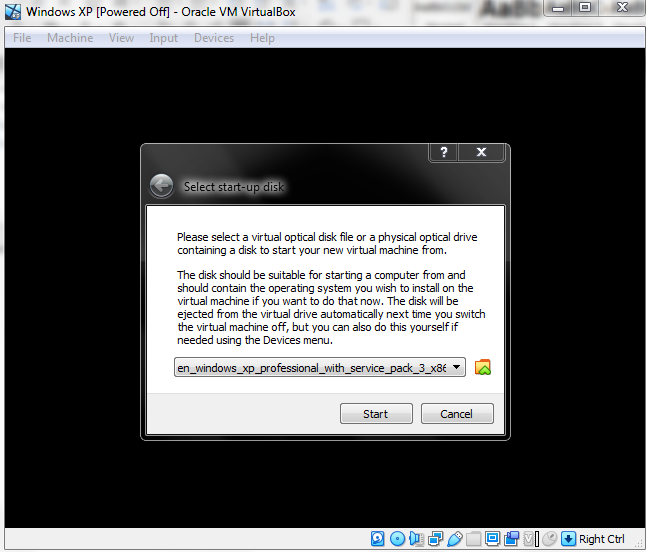 Windows XP [Powered Off] - Oracle VM VirtualBox
File Machine View Input Devices Help
Select start-up disk
Please select a virtual optical disk file or a physical optical drive
containing a disk to start your new virtual machine from.
The disk should be suitable for starting a computer from and
should contain the operating system you wish to install on the
virtual machine if you want to do that now. The disk will be
ejected from the virtual drive automatically next time you switch
the virtual machine off, but you can also do this yourself if
needed using the Devices menu.
en_windows_xp_professional_with_service_pack_3_x86
Start Cancel
Right Ctrl